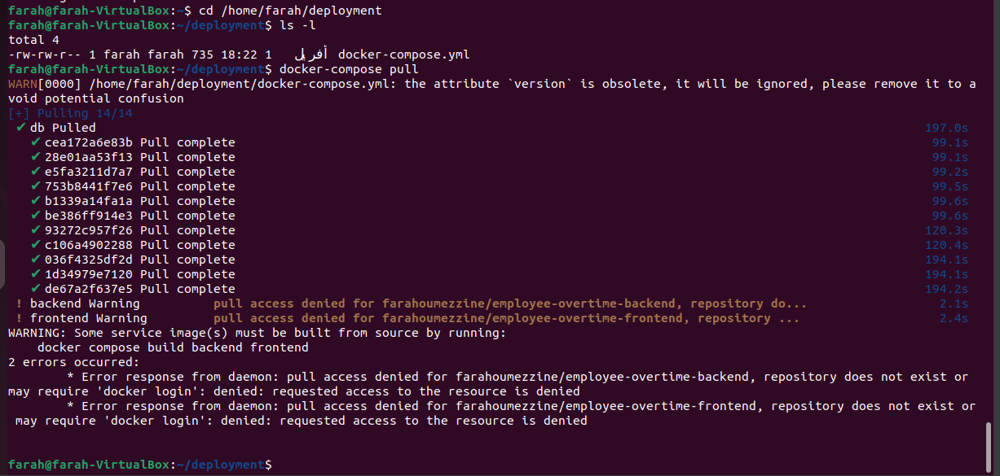 farah@farah-VirtualBox:~$ cd /home/farah/deployment
farah@farah-VirtualBox:~/deployment$ ls -l
total 4
-rw-rw-r-- 1 farah farah 735 18:22 1 أفريل docker-compose.yml
farah@farah-VirtualBox:~/deployment$ docker-compose pull
WARN[0000] /home/farah/deployment/docker-compose.yml: the attribute `version` is obsolete, it will be ignored, please remove it to a
void potential confusion
[+] Pulling 14/14
✔ db Pulled 197.0s
✔ cea172a6e83b Pull complete 99.1s
✔ 28e01aa53f13 Pull complete 99.1s
✔ e5fa3211d7a7 Pull complete 99.2s
✔ 753b8441f7e6 Pull complete 99.5s
✔ b1339a14fa1a Pull complete 99.6s
✔ be386ff914e3 Pull complete 99.6s
✔ 93272c957f26 Pull complete 120.3s
✔ c106a4902288 Pull complete 120.4s
✔ 036f4325df2d Pull complete 194.1s
✔ 1d34979e7120 Pull complete 194.1s
✔ de67a2f637e5 Pull complete 194.2s
! backend Warning pull access denied for farahoumezzine/employee-overtime-backend, repository do... 2.1s
! frontend Warning pull access denied for farahoumezzine/employee-overtime-frontend, repository ... 2.4s
WARNING: Some service image(s) must be built from source by running:
docker compose build backend frontend
2 errors occurred:
* Error response from daemon: pull access denied for farahoumezzine/employee-overtime-backend, repository does not exist or
may require 'docker login': denied: requested access to the resource is denied
* Error response from daemon: pull access denied for farahoumezzine/employee-overtime-frontend, repository does not exist or
may require 'docker login': denied: requested access to the resource is denied
farah@farah-VirtualBox:~/deployment$